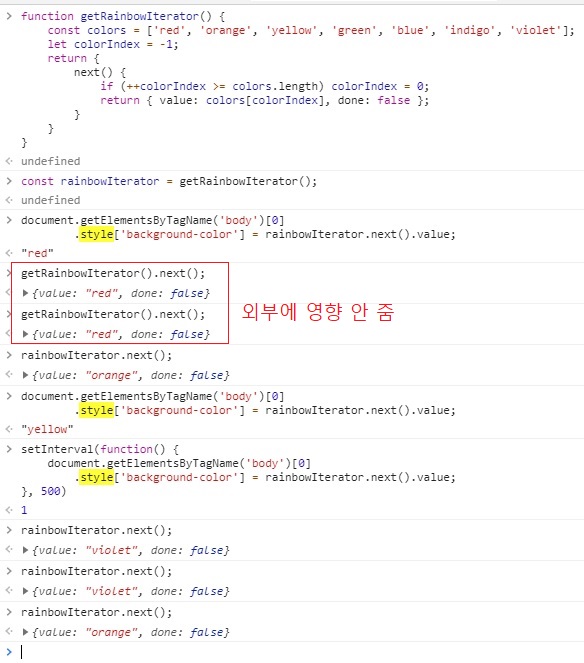 > function getRainbowIterator() {
const colors = ['red', 'orange', 'yellow', 'green', 'blue', 'indigo', 'violet'];
let colorIndex = -1;
return {
next() {
if (++colorIndex >= colors.length) colorIndex = 0;
return { value: colors[colorIndex], done: false };
}
}
}
undefined
> const rainbowIterator = getRainbowIterator();
undefined
> document.getElementsByTagName('body')[0]
.style['background-color'] = rainbowIterator.next().value;
"red"
> getRainbowIterator().next();
{value: "red", done: false}
> getRainbowIterator().next();
외부에 영향 안 줌
{value: "red", done: false}
> rainbowIterator.next();
{value: "orange", done: false}
> document.getElementsByTagName('body')[0]
.style['background-color'] = rainbowIterator.next().value;
"yellow"
> setInterval(function() {
document.getElementsByTagName('body')[0]
.style['background-color'] = rainbowIterator.next().value;
}, 500)
1
> rainbowIterator.next();
{value: "violet", done: false}
> rainbowIterator.next();
{value: "violet", done: false}
> rainbowIterator.next();
{value: "orange", done: false}
>